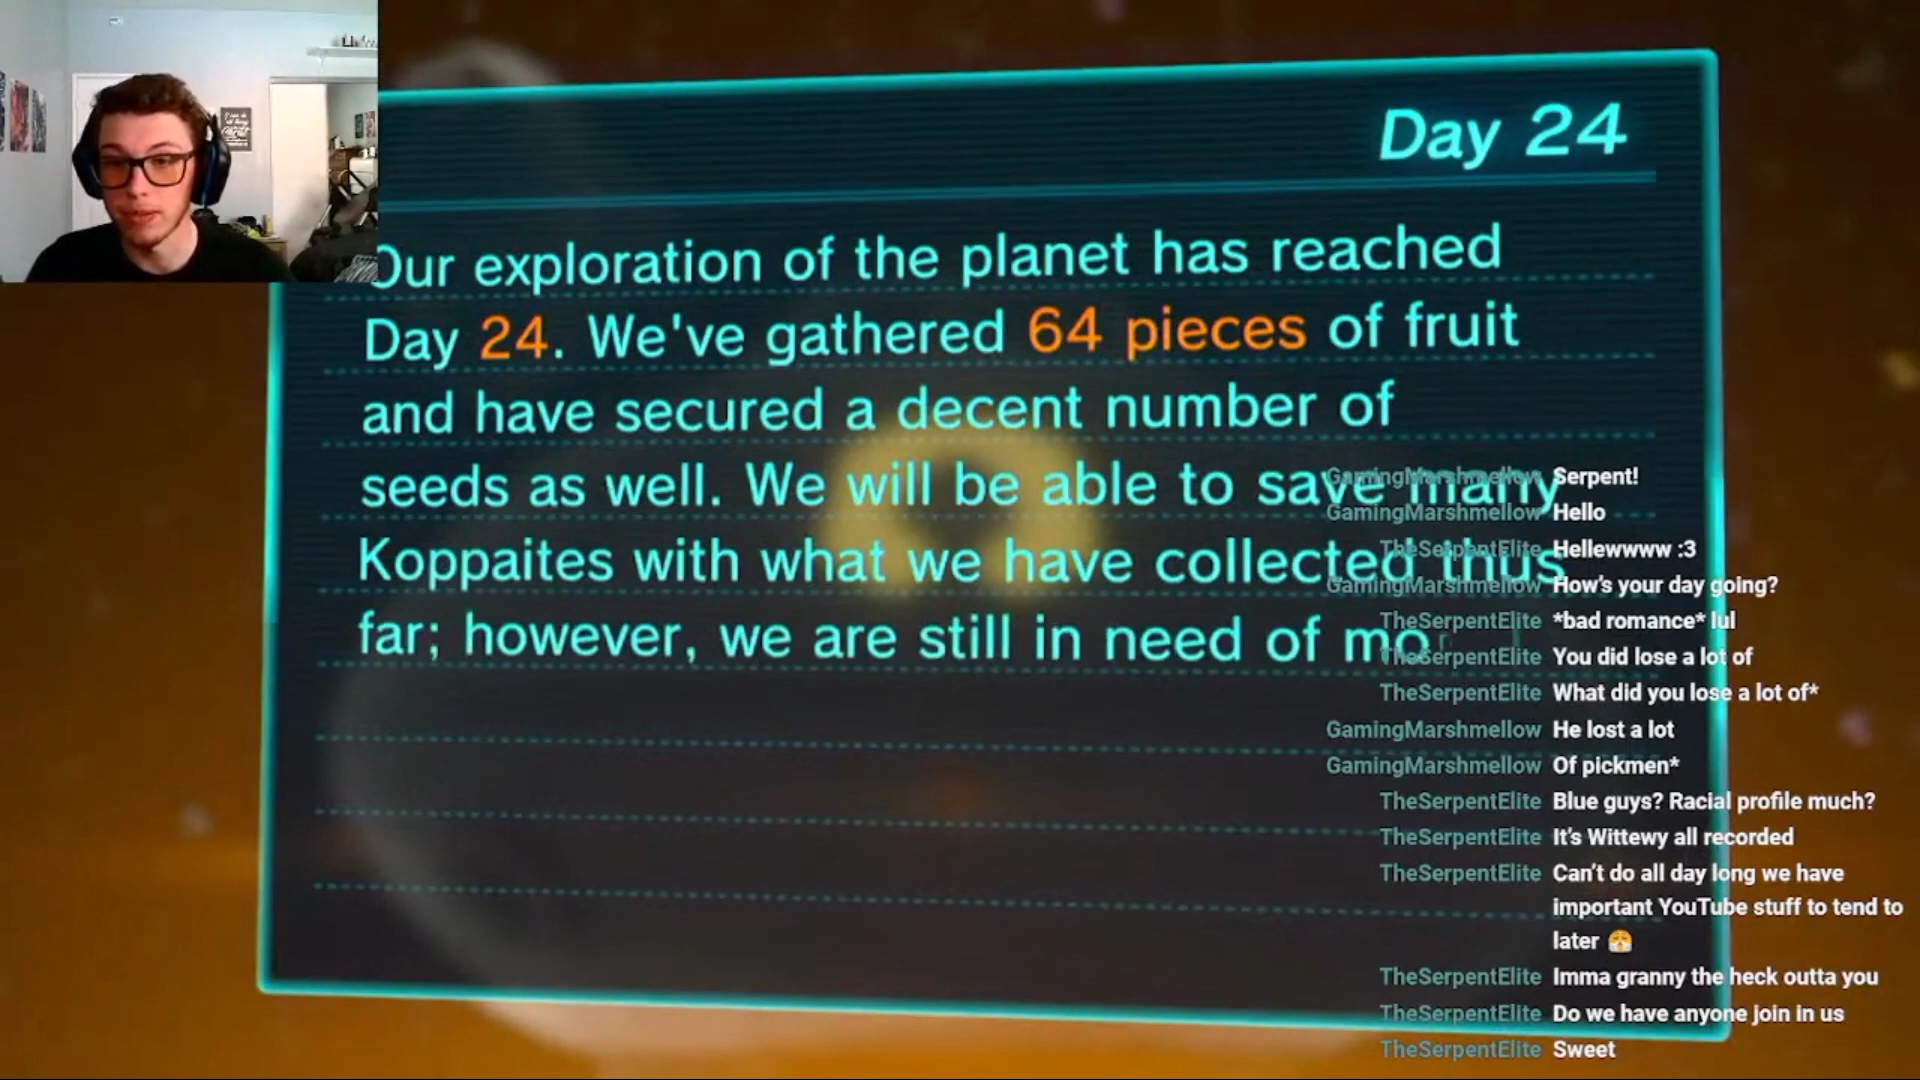 Day 24
Our exploration of the planet has reached
Day 24. We've gathered 64 pieces of fruit
and have secured a decent number of
seeds as well. We will be able to save many
Koppaites with what we have collected thus
far; however, we are still in need of mo
GamingMarshmellow Serpent!
GamingMarshmellow Hello
TheSerpentElite Hellewwww :3
GamingMarshmellow How's your day going?
TheSerpentElite *bad romance* lul
TheSerpentElite You did lose a lot of
TheSerpentElite What did you lose a lot of*
GamingMarshmellow He lost a lot
GamingMarshmellow Of pickmen*
TheSerpentElite Blue guys? Racial profile much?
TheSerpentElite It's Wittewy all recorded
TheSerpentElite Can't do all day long we have
important YouTube stuff to tend to
later 😤
TheSerpentElite Imma granny the heck outta you
TheSerpentElite Do we have anyone join in us
TheSerpentElite Sweet